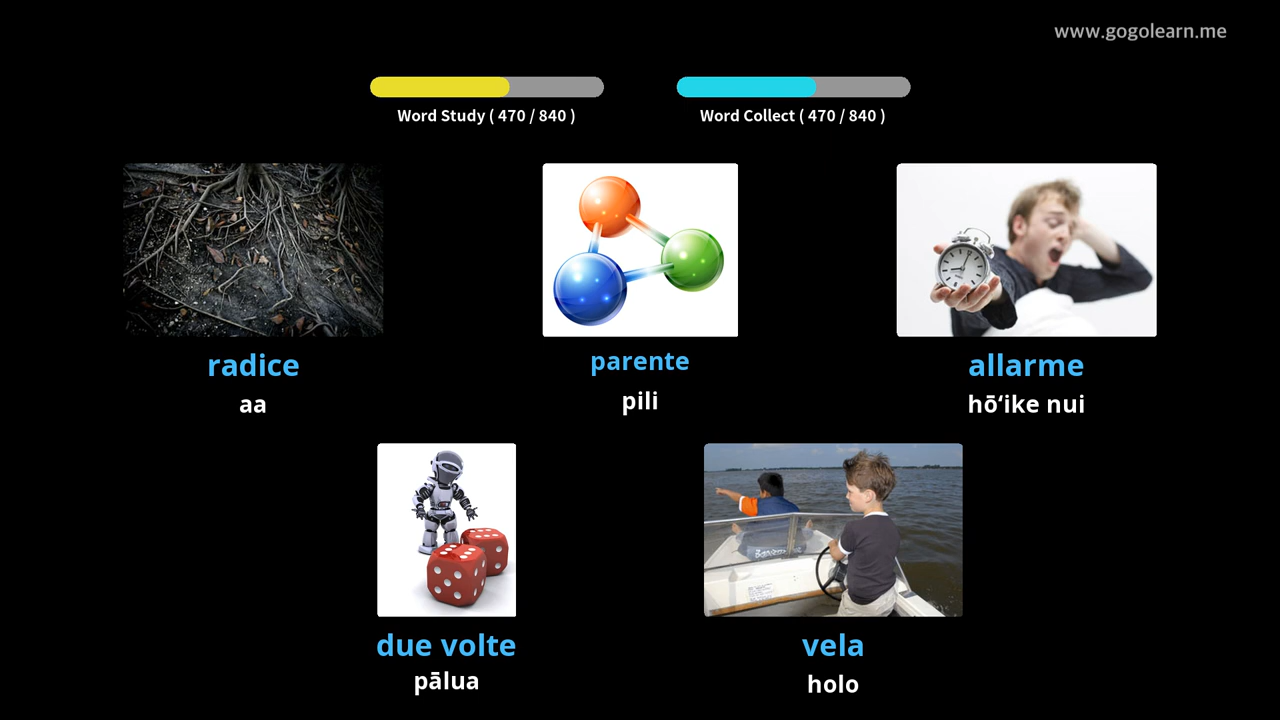 www.gogolearn.me
Word Study ( 470 / 840 )
Word Collect ( 470 / 840 )
radice
aa
parente
pili
allarme
hōʻike nui
due volte
pālua
vela
holo